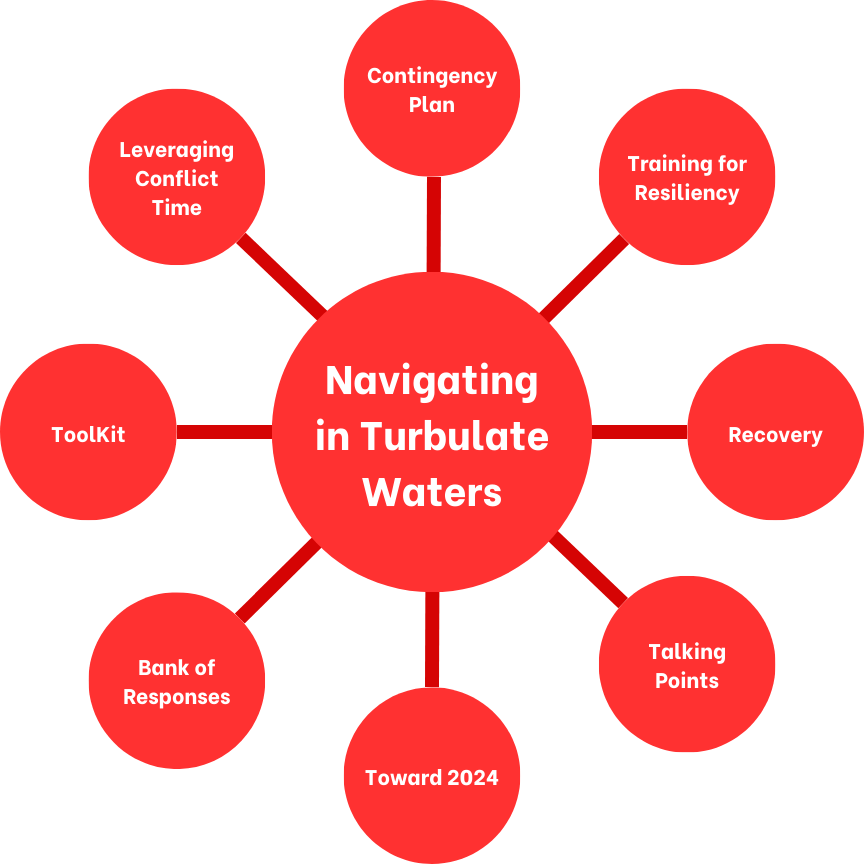 Contingency
Plan
Leveraging
Conflict
Time
Training for
Resiliency
Navigating
in Turbulate
Waters
ToolKit
Recovery
Bank of
Responses
Talking
Points
Toward 2024